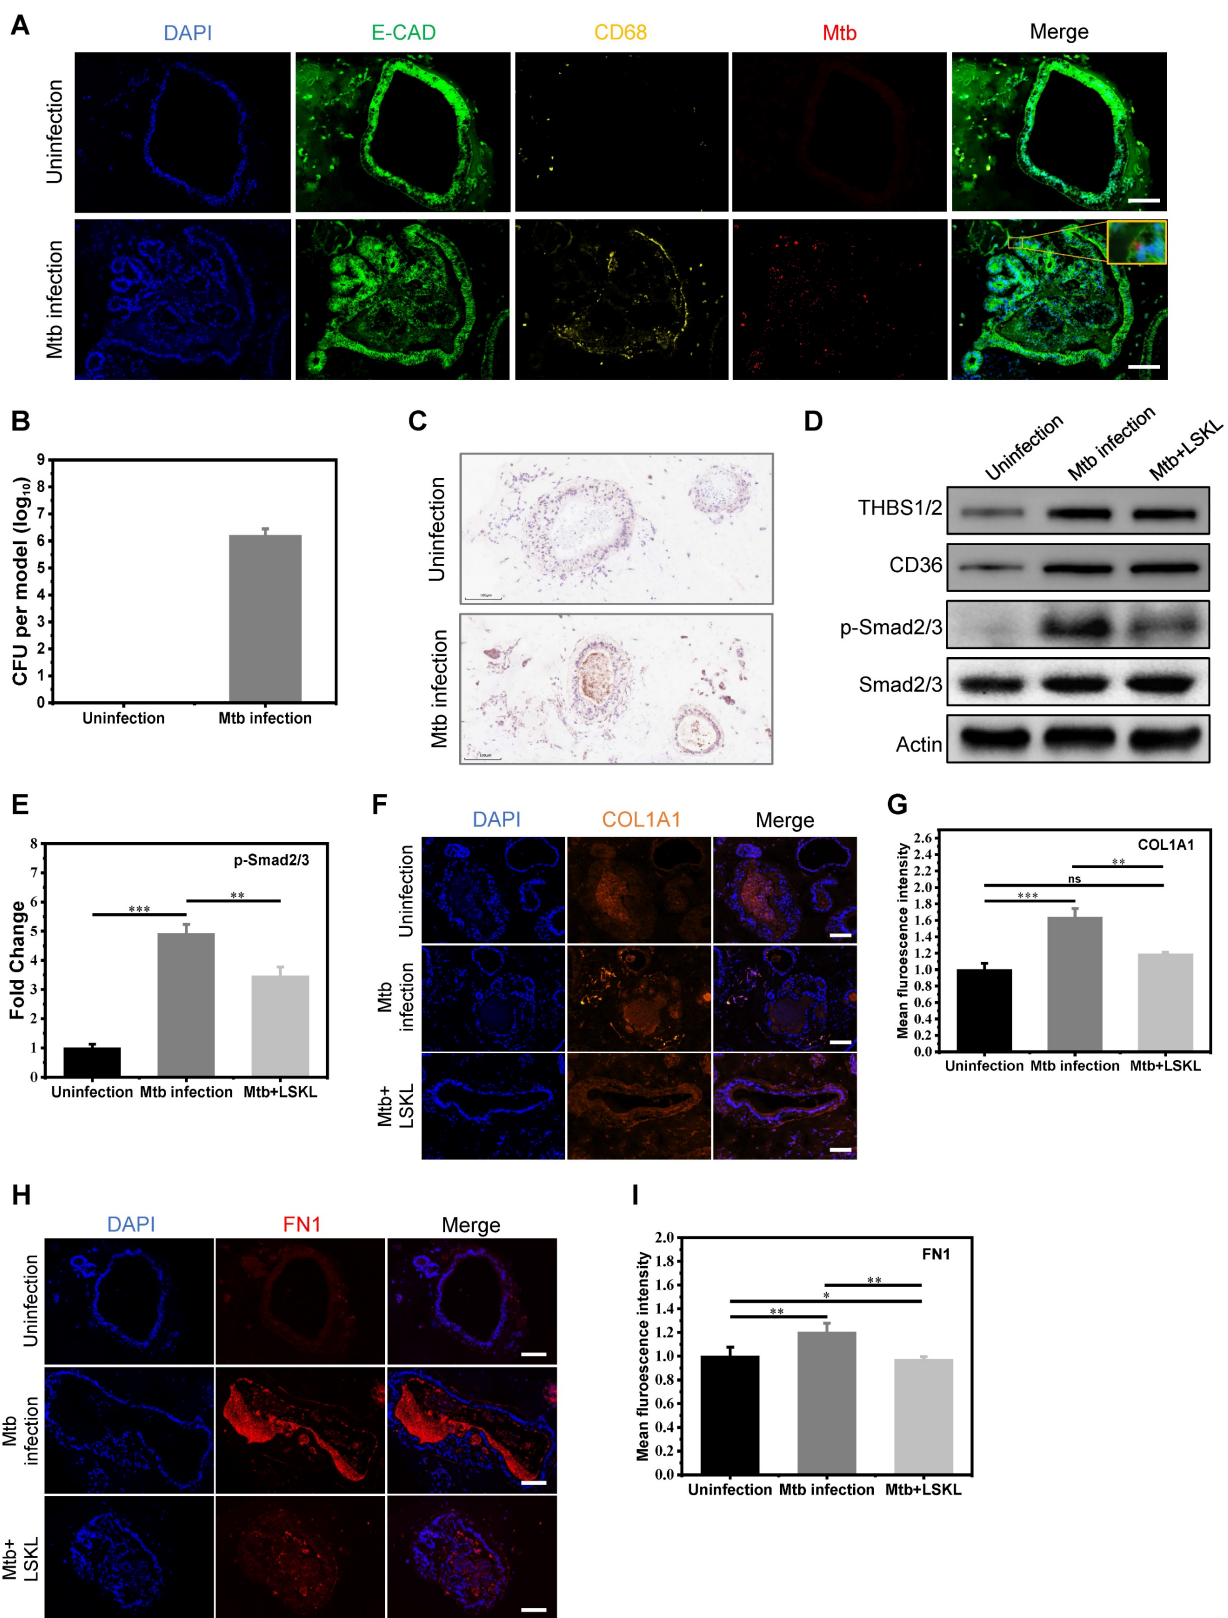 A
DAPI E-CAD CD68 Mtb Merge
Uninfection
Mtb infection
B
CFU per model (log10)
9
8
7
6
5
4
3
2
1
0
Uninfection Mtb infection
C
Uninfection
100μm
Mtb infection
100μm
D
Uninfection Mtb infection Mtb+LSKL
THBS1/2
CD36
p-Smad2/3
Smad2/3
Actin
E
p-Smad2/3
Fold Change
8
7
6
5
4
3
2
1
0
***
**
Uninfection Mtb infection Mtb+LSKL
F
DAPI COL1A1 Merge
Uninfection
Mtb
infection
Mtb+
LSKL
G
COL1A1
Mean fluroescence intensity
2.6
2.4
2.2
2.0
1.8
1.6
1.4
1.2
1.0
0.8
0.6
0.4
0.2
0.0
**
ns
***
Uninfection Mtb infection Mtb+LSKL
H
DAPI FN1 Merge
Uninfection
Mtb
infection
Mtb+
LSKL
I
FN1
Mean fluroescence intensity
2.0
1.8
1.6
1.4
1.2
1.0
0.8
0.6
0.4
0.2
0.0
**
*
**
Uninfection Mtb infection Mtb+LSKL